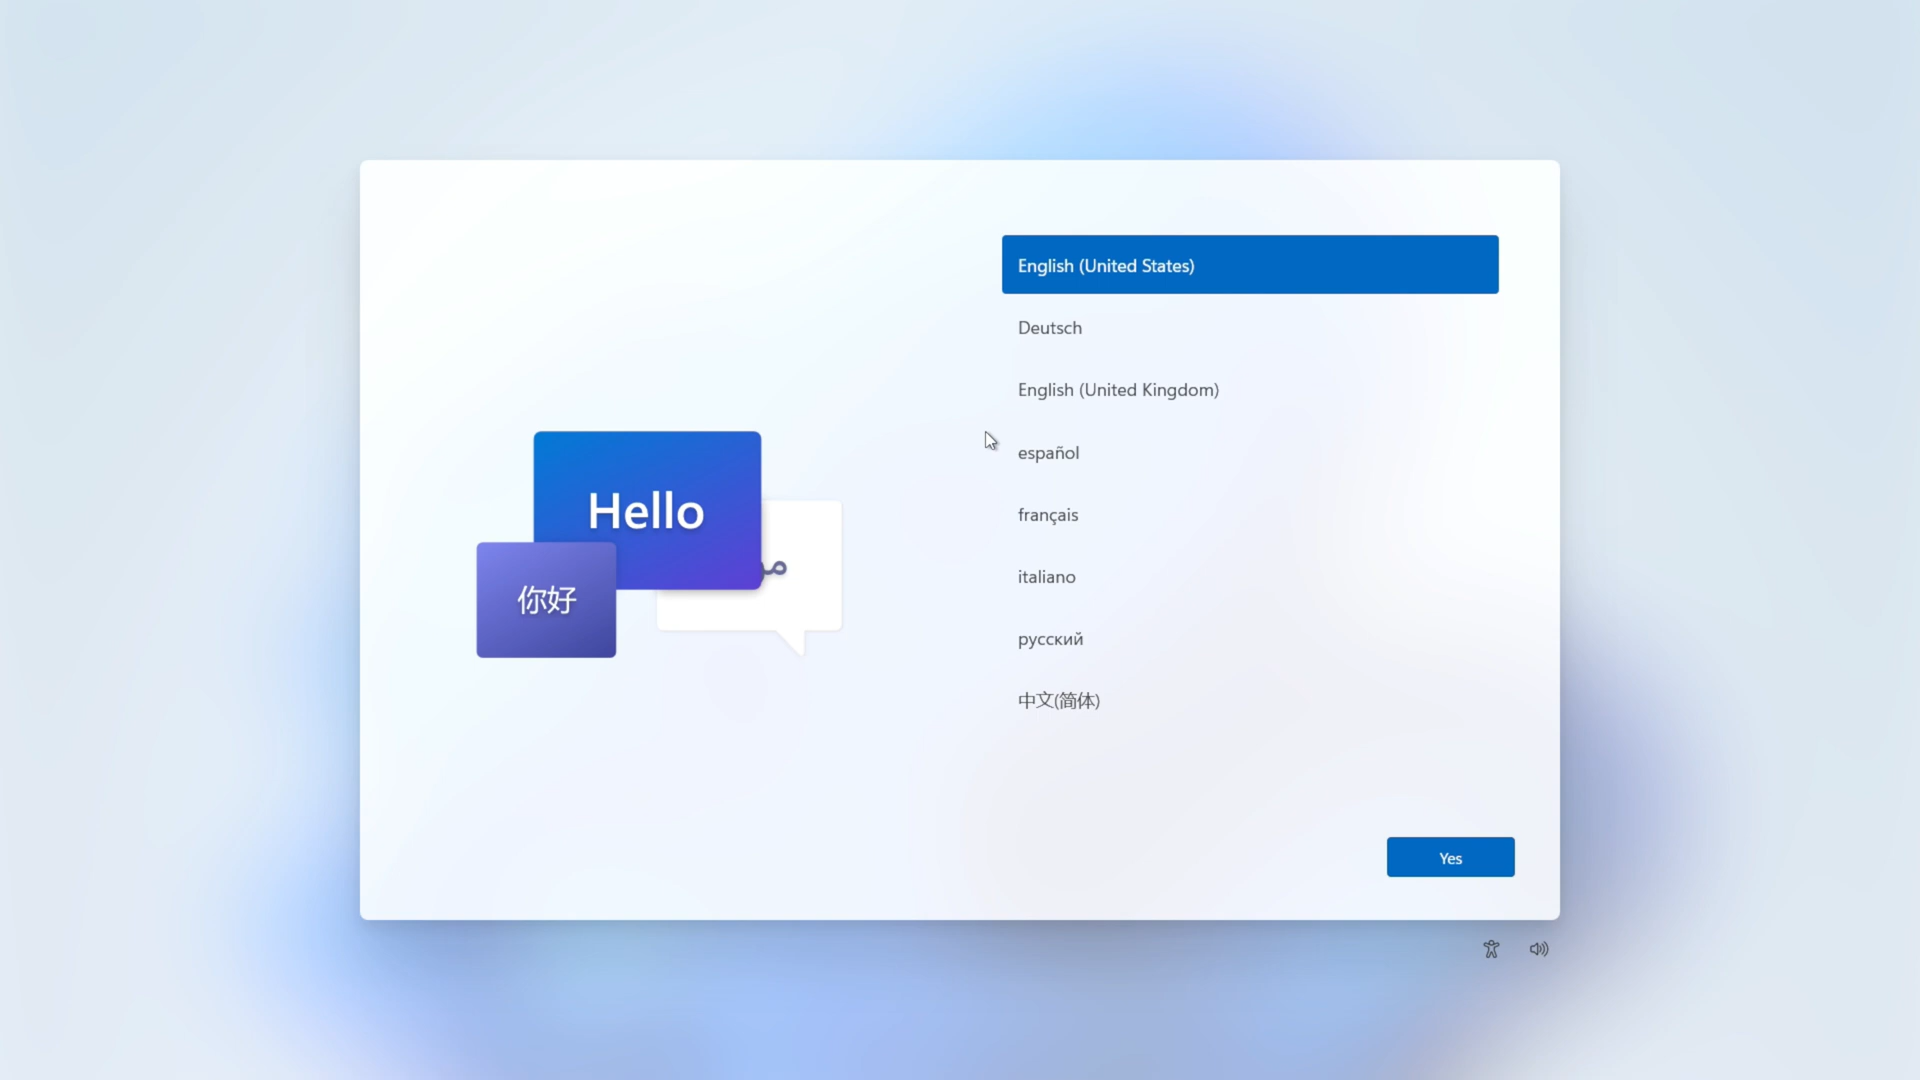 Hello
你好
English (United States)
Deutsch
English (United Kingdom)
español
français
italiano
русский
中文(简体)
Yes